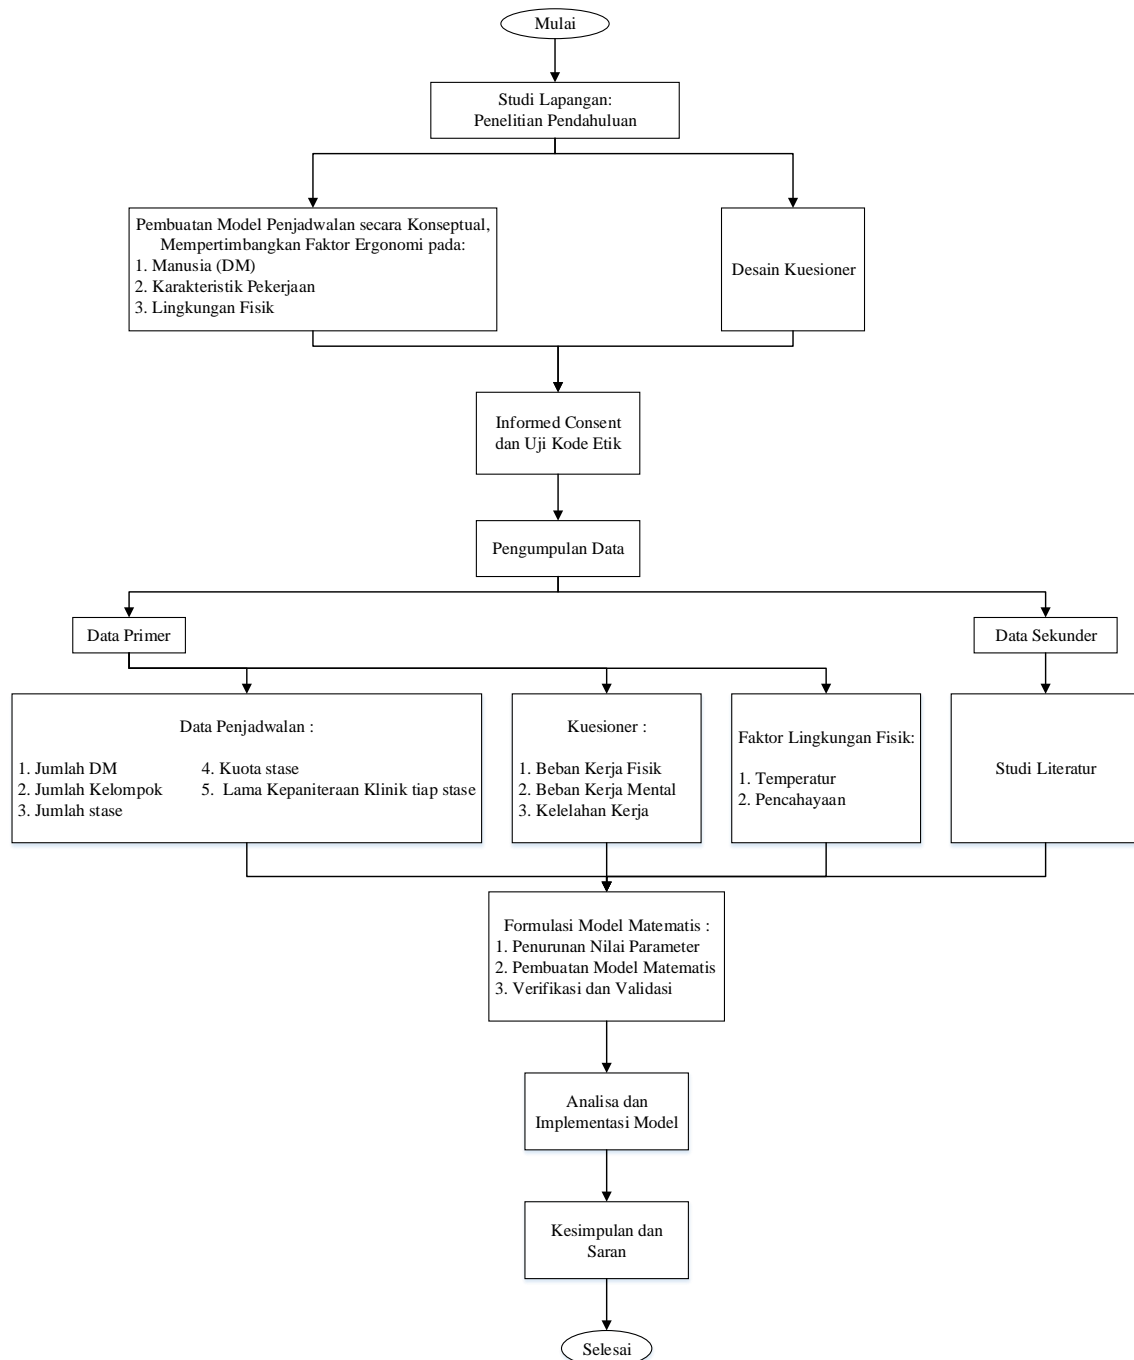 Mulai
Studi Lapangan:
Penelitian Pendahuluan
Pembuatan Model Penjadwalan secara Konseptual,
Mempertimbangkan Faktor Ergonomi pada:
1. Manusia (DM)
2. Karakteristik Pekerjaan
3. Lingkungan Fisik
Desain Kuesioner
Informed Consent
dan Uji Kode Etik
Pengumpulan Data
Data Primer
Data Sekunder
Data Penjadwalan :
1. Jumlah DM
2. Jumlah Kelompok
3. Jumlah stase
4. Kuota stase
5.  Lama Kepaniteraan Klinik tiap stase
Kuesioner :
1. Beban Kerja Fisik
2. Beban Kerja Mental
3. Kelelahan Kerja
Faktor Lingkungan Fisik:
1. Temperatur
2. Pencahayaan
Studi Literatur
Formulasi Model Matematis :
1. Penurunan Nilai Parameter
2. Pembuatan Model Matematis
3. Verifikasi dan Validasi
Analisa dan
Implementasi Model
Kesimpulan dan
Saran
Selesai